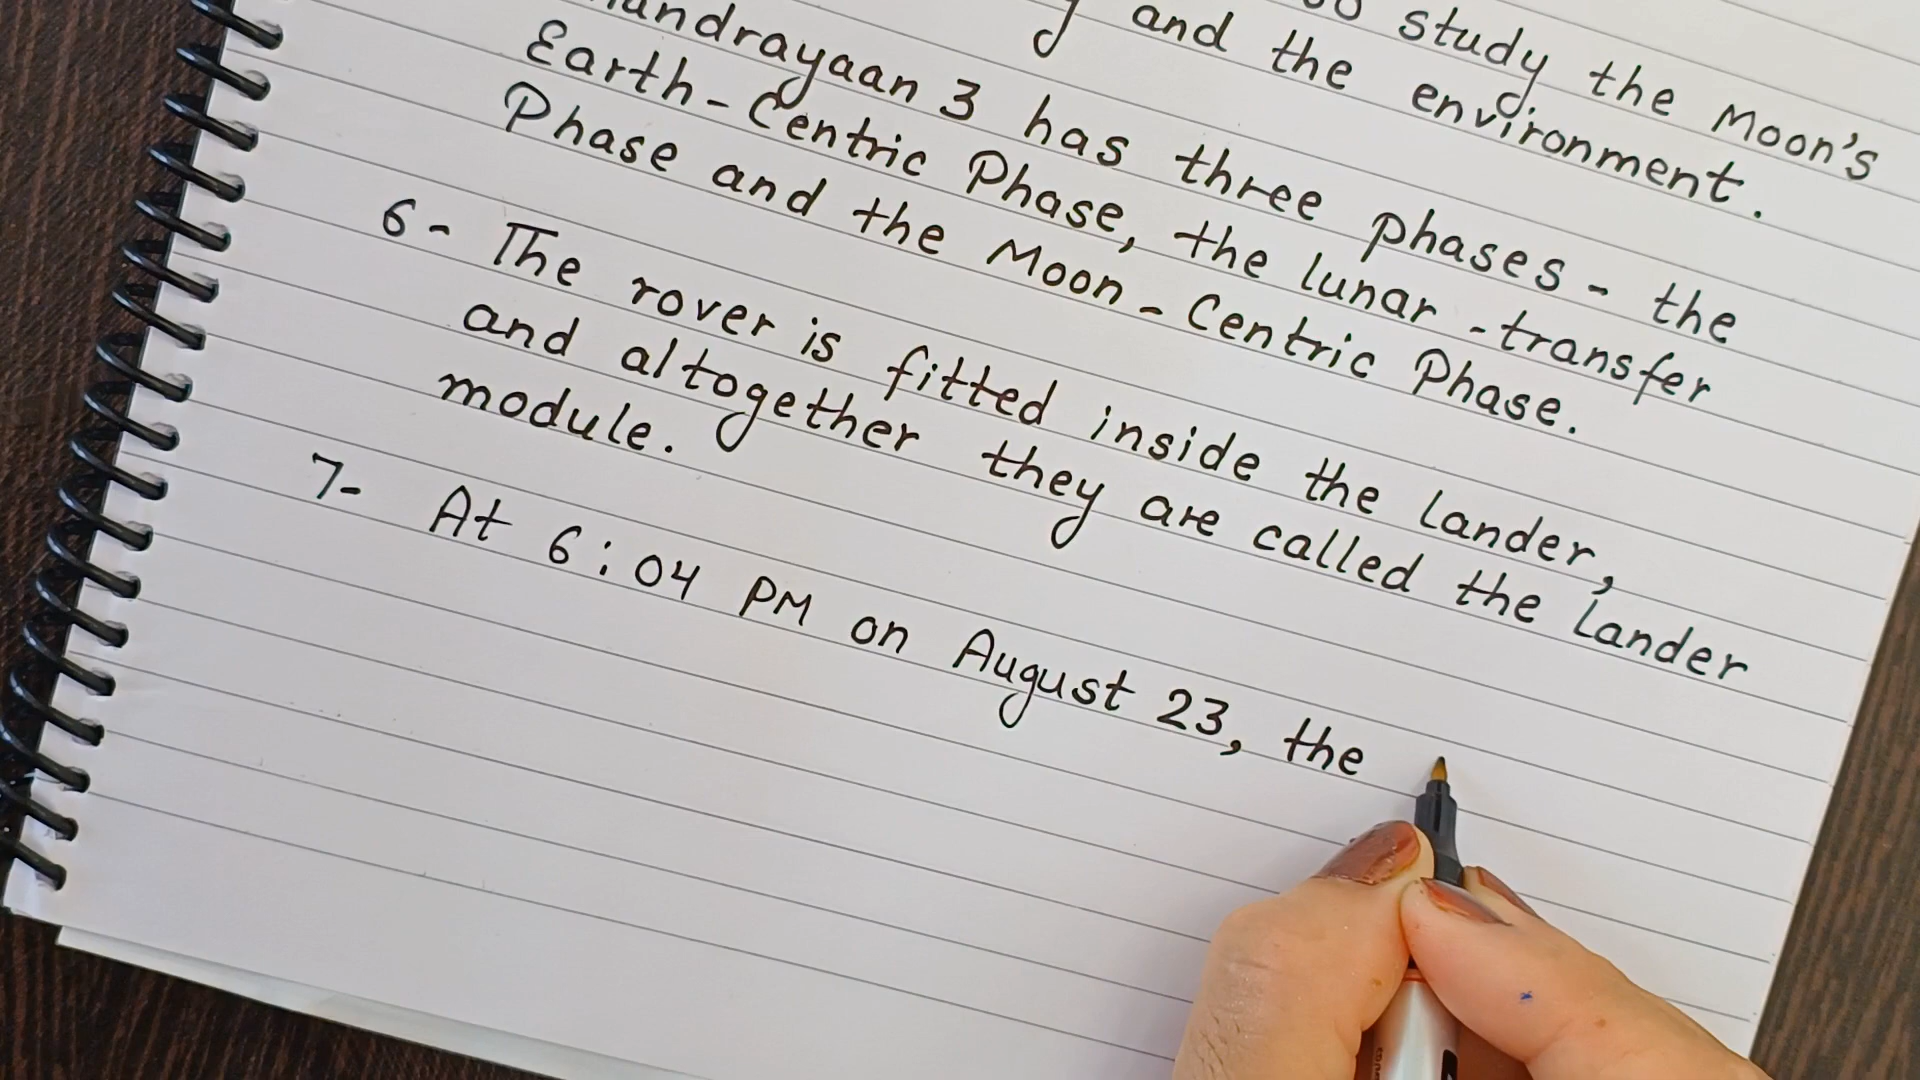 study the Moon's
and the environment.
has three phases - the
Earth-Centric Phase, the lunar-transfer
Phase and the Moon-Centric Phase.
6- The rover is fitted inside the Lander,
and altogether they are called the Lander
module.
7- At 6:04 PM on August 23, the